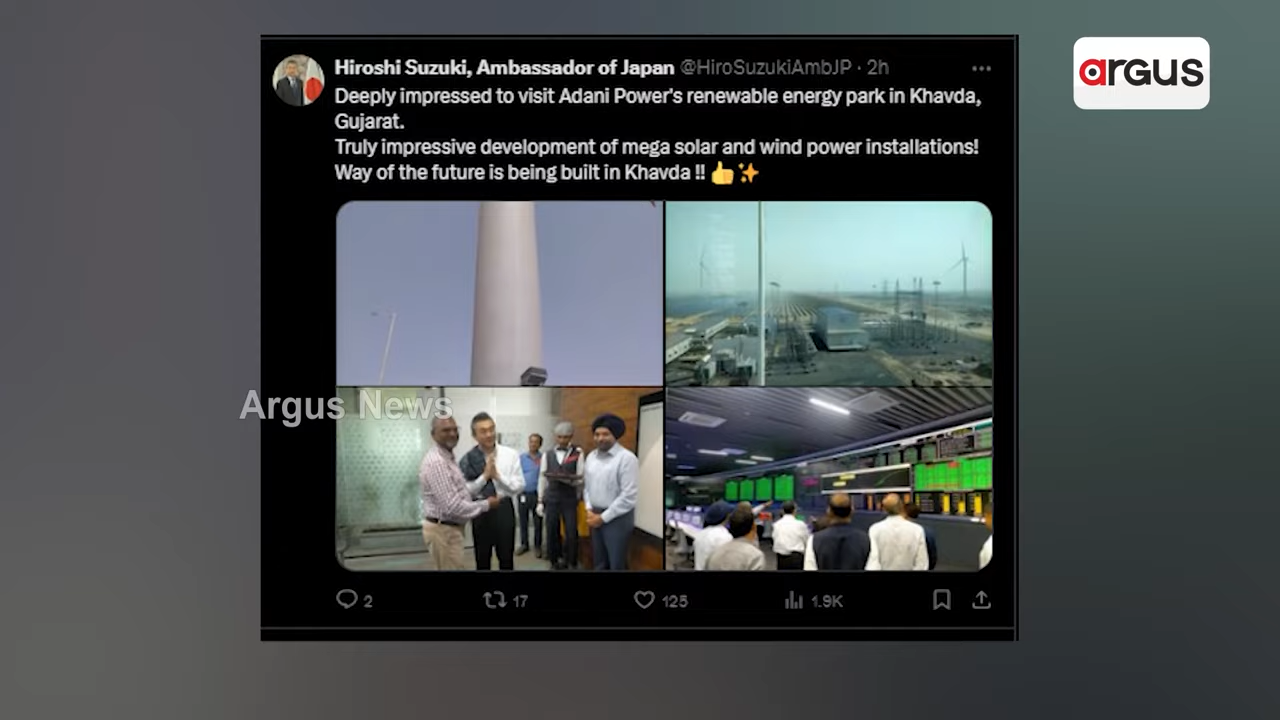 argus
Hiroshi Suzuki, Ambassador of Japan @HiroSuzukiAmbJP · 2h
Deeply impressed to visit Adani Power's renewable energy park in Khavda,
Gujarat.
Truly impressive development of mega solar and wind power installations!
Way of the future is being built in Khavda !! 👍✨
Argus News
2 17 125 1.9K